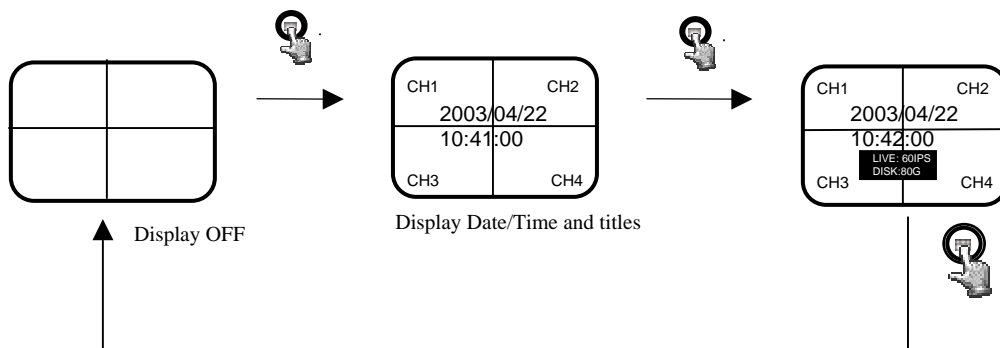 CH1 CH2
2003/04/22
10:41:00
CH3 CH4
Display Date/Time and titles
CH1 CH2
2003/04/22
10:42:00
LIVE: 60IPS
DISK:80G
CH3 CH4
Display OFF